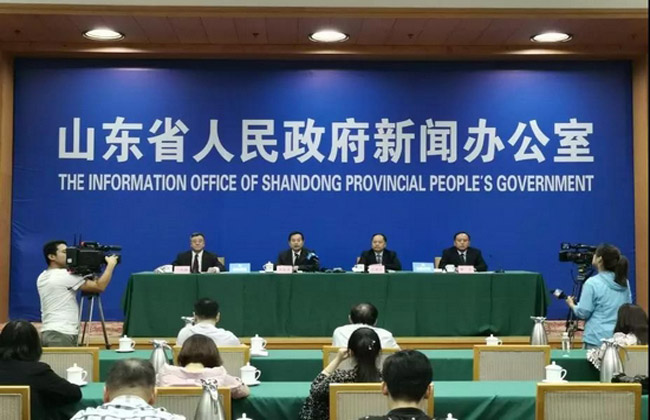 山东省人民政府新闻办公室
THE INFORMATION OFFICE OF SHANDONG PROVINCIAL PEOPLE'S GOVERNMENT